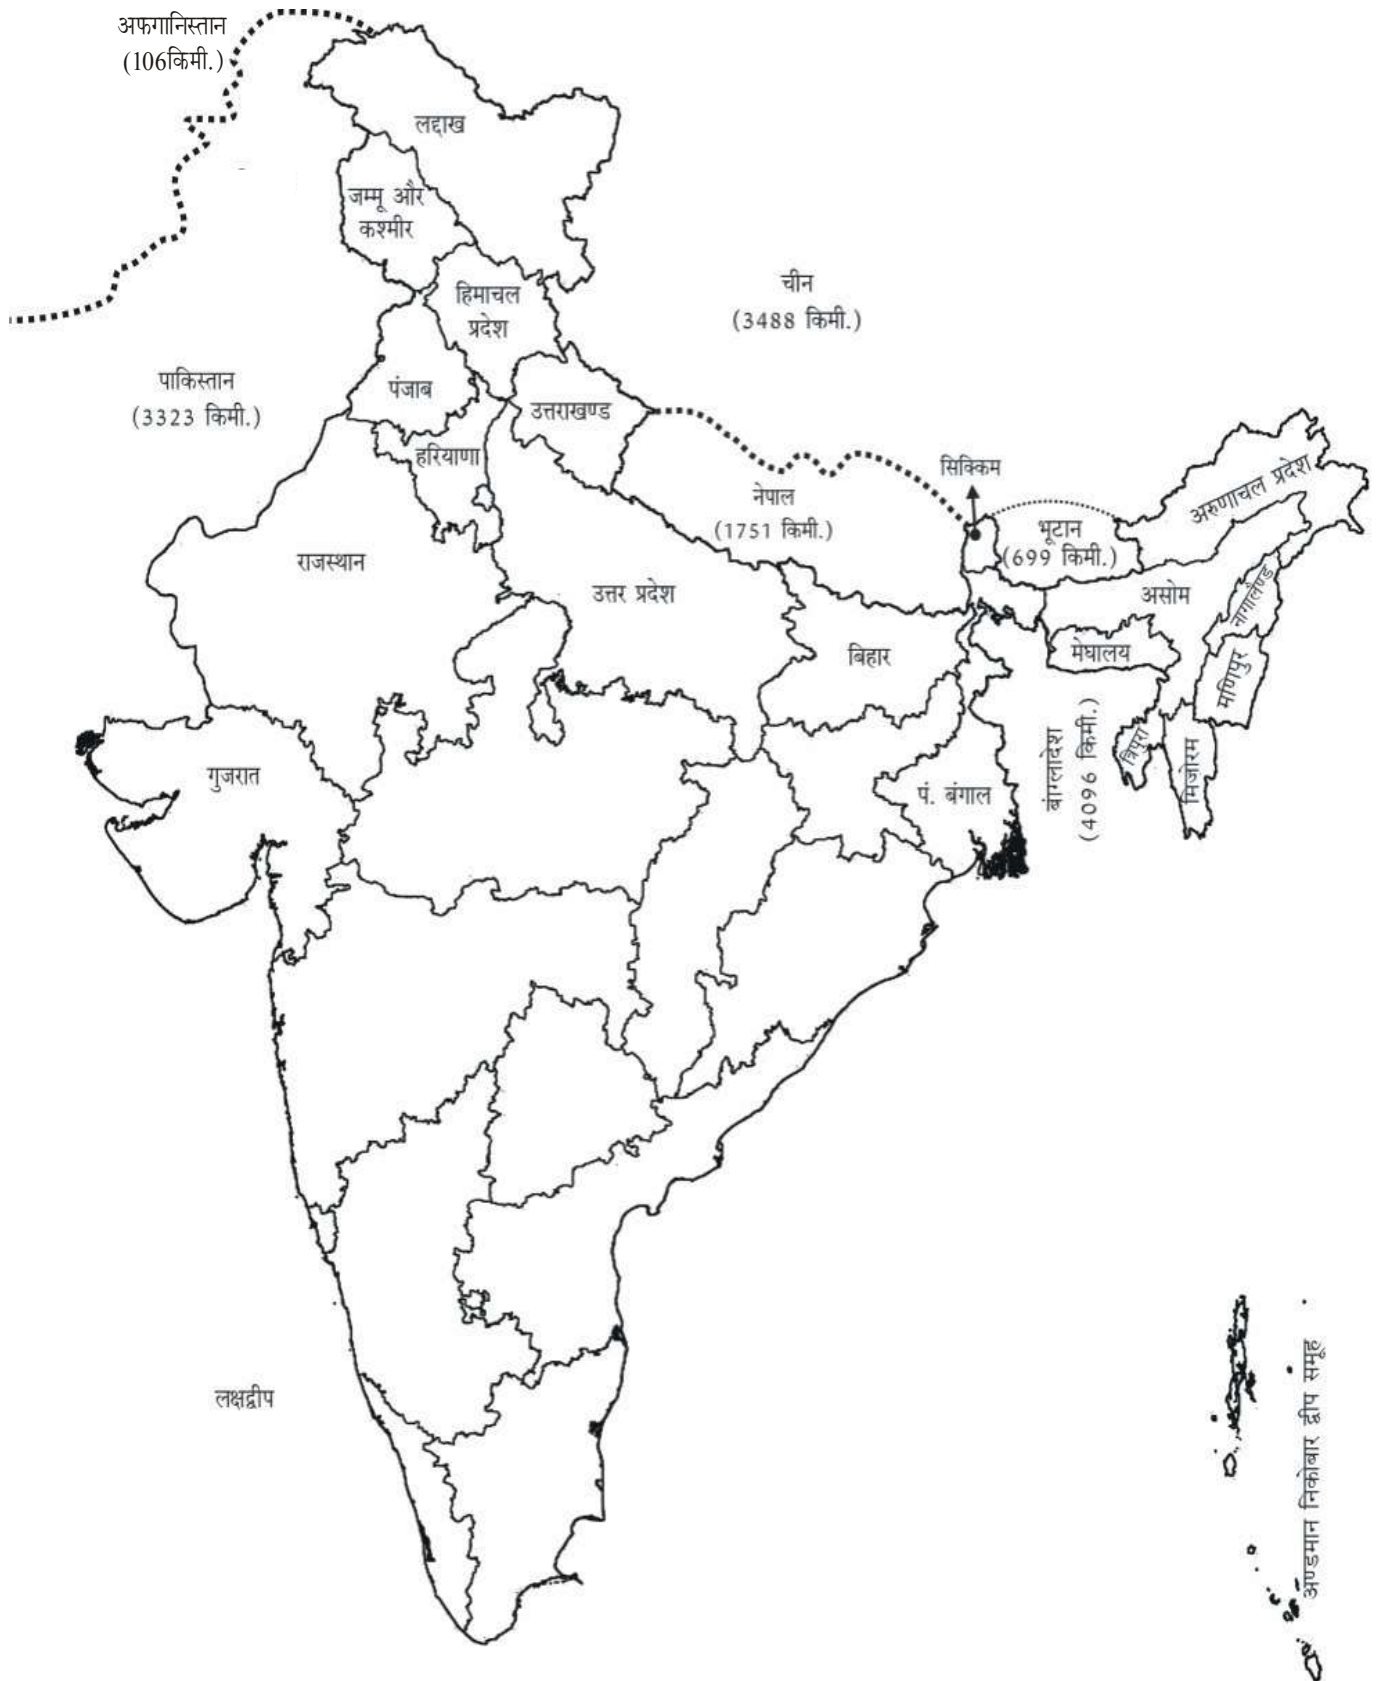 अफगानिस्तान
(106किमी.)
लद्दाख
जम्मू और
कश्मीर
चीन
(3488 किमी.)
हिमाचल
प्रदेश
पाकिस्तान
(3323 किमी.)
पंजाब
उत्तराखण्ड
हरियाणा
सिक्किम
अरुणाचल प्रदेश
नेपाल
(1751 किमी.)
भूटान
(699 किमी.)
राजस्थान
उत्तर प्रदेश
असोम
नागालैण्ड
बिहार
मेघालय
मणिपुर
गुजरात
पं. बंगाल
बांग्लादेश
(4096 किमी.)
त्रिपुरा
मिजोरम
लक्षद्वीप
अण्डमान निकोबार द्वीप समूह